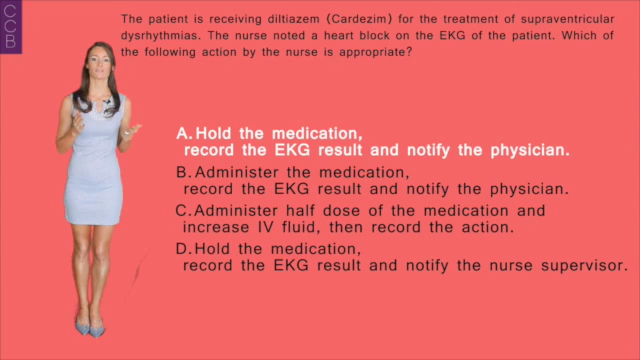 CCB
The patient is receiving diltiazem (Cardezim) for the treatment of supraventricular
dysrhythmias. The nurse noted a heart block on the EKG of the patient. Which of
the following action by the nurse is appropriate?
A. Hold the medication,
record the EKG result and notify the physician.
B. Administer the medication,
record the EKG result and notify the physician.
C. Administer half dose of the medication and
increase IV fluid, then record the action.
D. Hold the medication,
record the EKG result and notify the nurse supervisor.